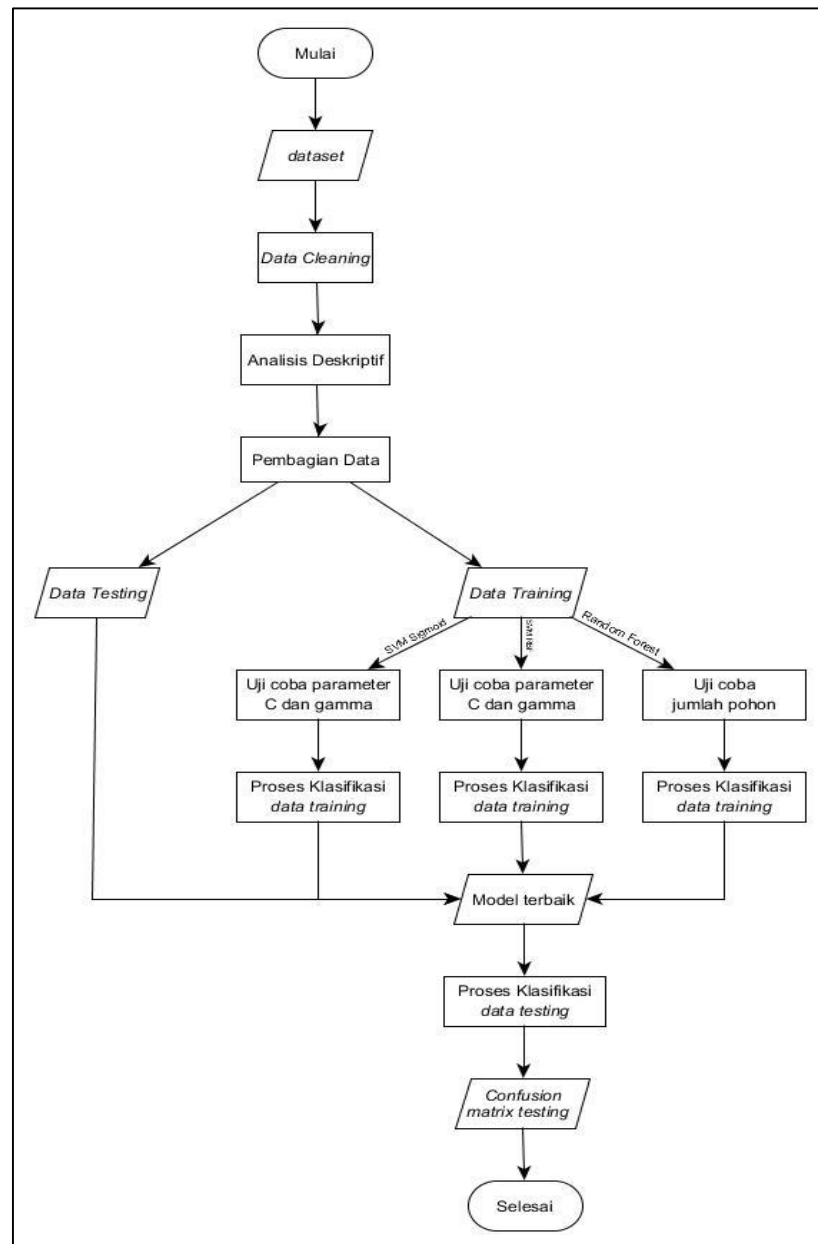 Mulai
dataset
Data Cleaning
Analisis Deskriptif
Pembagian Data
Data Testing
Data Training
SVM Sigmoid
SVM
Random Forest
Uji coba parameter
C dan gamma
Uji coba parameter
C dan gamma
Uji coba
jumlah pohon
Proses Klasifikasi
data training
Proses Klasifikasi
data training
Proses Klasifikasi
data training
Model terbaik
Proses Klasifikasi
data testing
Confusion
matrix testing
Selesai